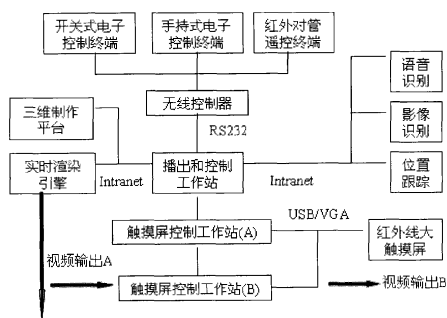 开关式电子
控制终端
手持式电子
控制终端
红外对管
遥控终端
语音
识别
三维制作
平台
无线控制器
影像
识别
RS232
实时渲染
引擎
Intranet
播出和控制
工作站
Intranet
位置
跟踪
USB/VGA
触摸屏控制工作站(A)
红外线大
触摸屏
视频输出A
触摸屏控制工作站(B)
视频输出B